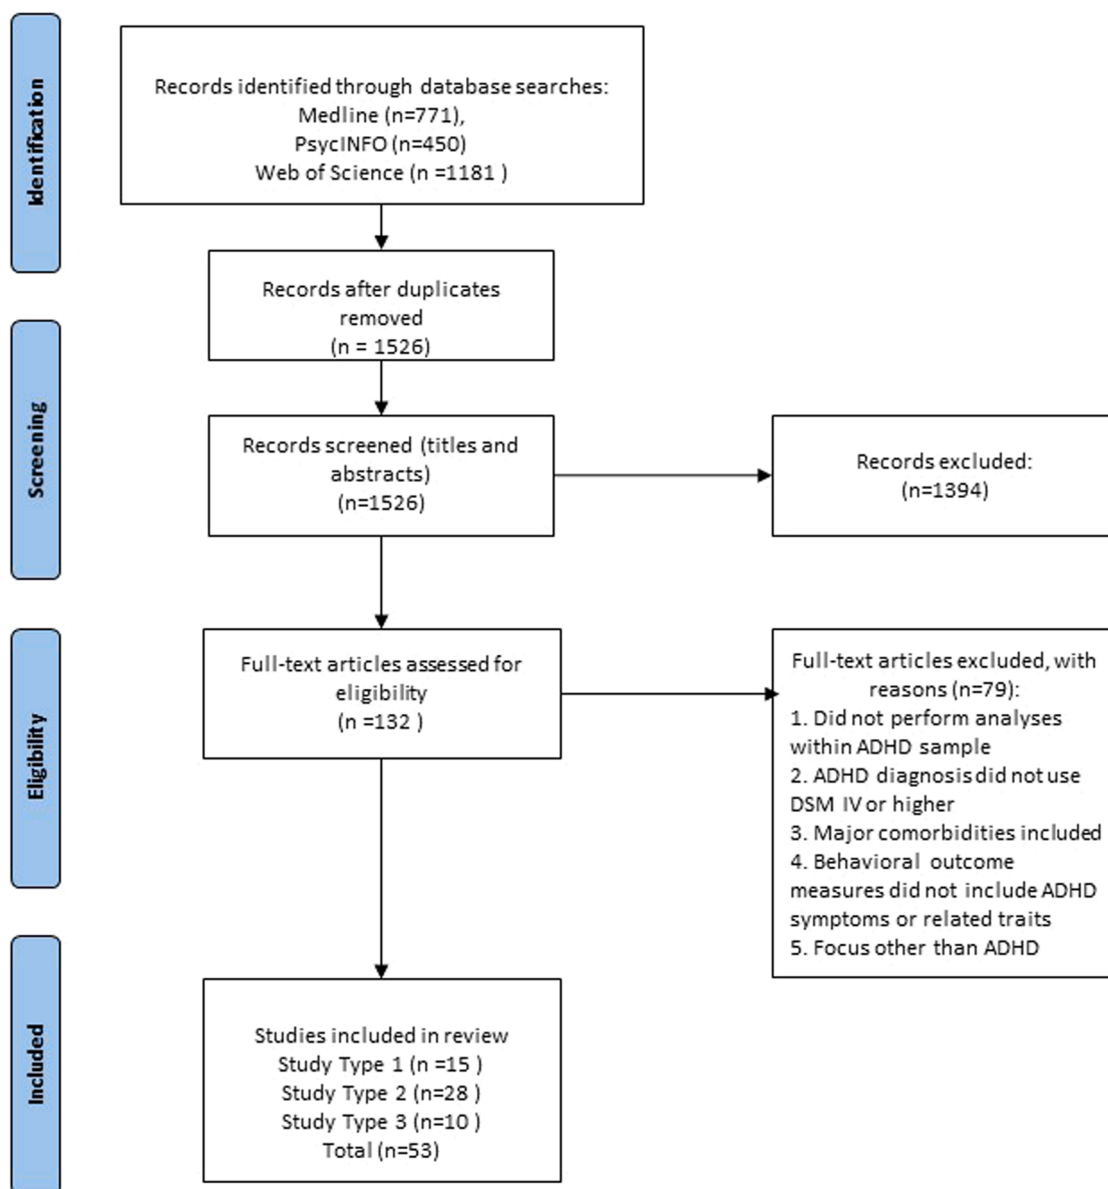 Identification
Records identified through database searches:
Medline (n=771),
PsycINFO (n=450)
Web of Science (n =1181 )
Records after duplicates
removed
(n = 1526)
Screening
Records screened (titles and
abstracts)
(n=1526)
Records excluded:
(n=1394)
Eligibility
Full-text articles assessed for
eligibility
(n =132 )
Full-text articles excluded, with
reasons (n=79):
1. Did not perform analyses
within ADHD sample
2. ADHD diagnosis did not use
DSM IV or higher
3. Major comorbidities included
4. Behavioral outcome
measures did not include ADHD
symptoms or related traits
5. Focus other than ADHD
Included
Studies included in review
Study Type 1 (n =15 )
Study Type 2 (n=28 )
Study Type 3 (n=10 )
Total (n=53)